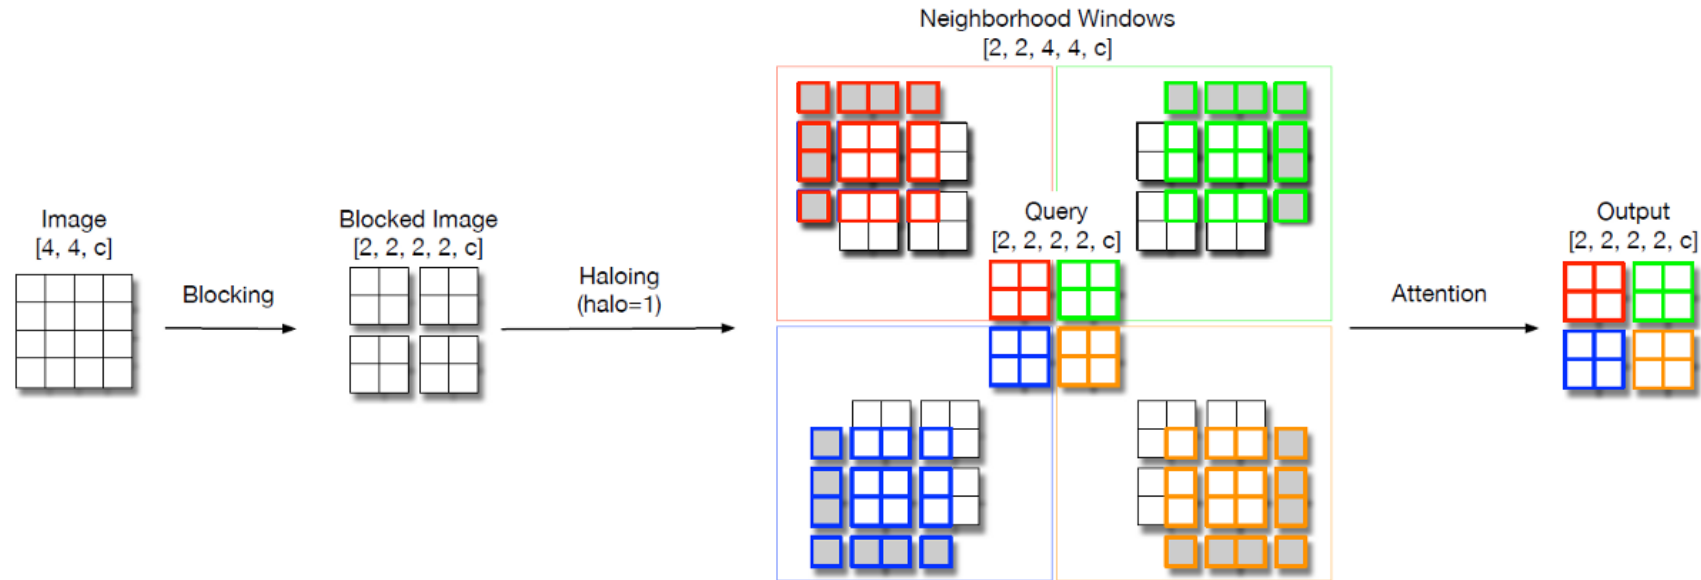 Neighborhood Windows
[2, 2, 4, 4, c]
Image
[4, 4, c]
Blocking
Blocked Image
[2, 2, 2, 2, c]
Haloing
(halo=1)
Query
[2, 2, 2, 2, c]
Attention
Output
[2, 2, 2, 2, c]